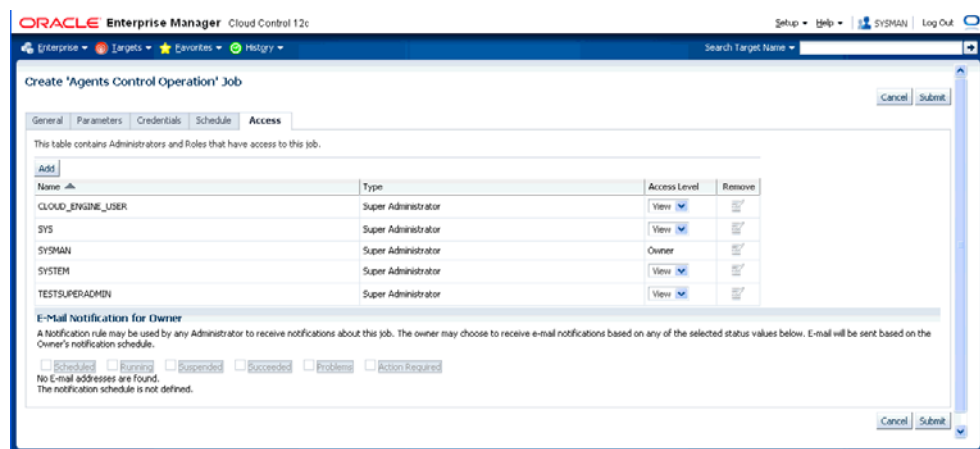 ORACLE Enterprise Manager Cloud Control 12c
Setup Help SYSMAN Log Out
Enterprise Targets Favorites History Search Target Name
Create 'Agents Control Operation' Job
Cancel Submit
General Parameters Credentials Schedule Access
This table contains Administrators and Roles that have access to this job.
Add
Name Type Access Level Remove
CLOUD_ENGINE_USER Super Administrator View
SYS Super Administrator View
SYSMAN Super Administrator Owner
SYSTEM Super Administrator View
TESTSUPERADMIN Super Administrator View
E-Mail Notification for Owner
A Notification rule may be used by any Administrator to receive notifications about this job. The owner may choose to receive e-mail notifications based on any of the selected status values below. E-mail will be sent based on the
Owner's notification schedule.
Scheduled Running Suspended Succeeded Problems Action Required
No E-mail addresses are found.
The notification schedule is not defined.
Cancel Submit